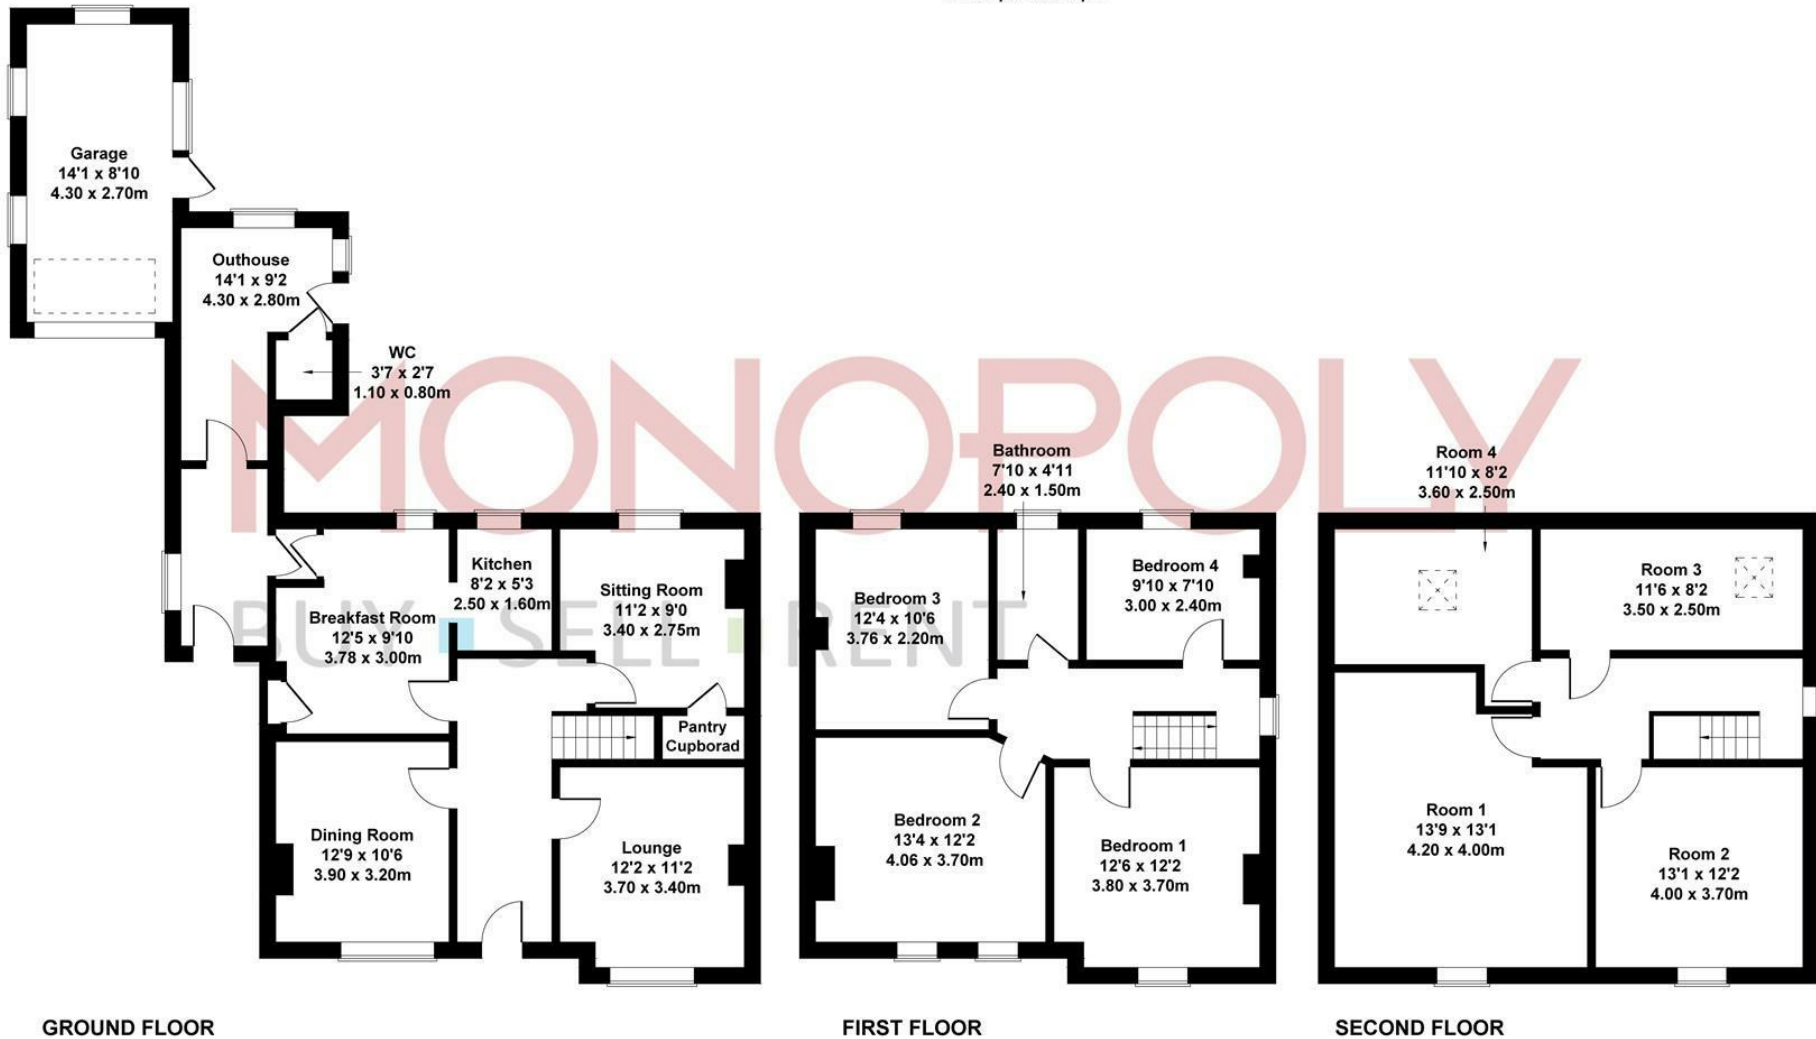 Garage
14'1 x 8'10
4.30 x 2.70m
Outhouse
14'1 x 9'2
4.30 x 2.80m
WC
3'7 x 2'7
1.10 x 0.80m
MONOPOLY
BUY SELL RENT
Kitchen
8'2 x 5'3
2.50 x 1.60m
Breakfast Room
12'5 x 9'10
3.78 x 3.00m
Sitting Room
11'2 x 9'0
3.40 x 2.75m
Pantry
Cupborad
Dining Room
12'9 x 10'6
3.90 x 3.20m
Lounge
12'2 x 11'2
3.70 x 3.40m
GROUND FLOOR
Bathroom
7'10 x 4'11
2.40 x 1.50m
Bedroom 3
12'4 x 10'6
3.76 x 2.20m
Bedroom 4
9'10 x 7'10
3.00 x 2.40m
Bedroom 2
13'4 x 12'2
4.06 x 3.70m
Bedroom 1
12'6 x 12'2
3.80 x 3.70m
FIRST FLOOR
Room 4
11'10 x 8'2
3.60 x 2.50m
Room 3
11'6 x 8'2
3.50 x 2.50m
Room 1
13'9 x 13'1
4.20 x 4.00m
Room 2
13'1 x 12'2
4.00 x 3.70m
SECOND FLOOR